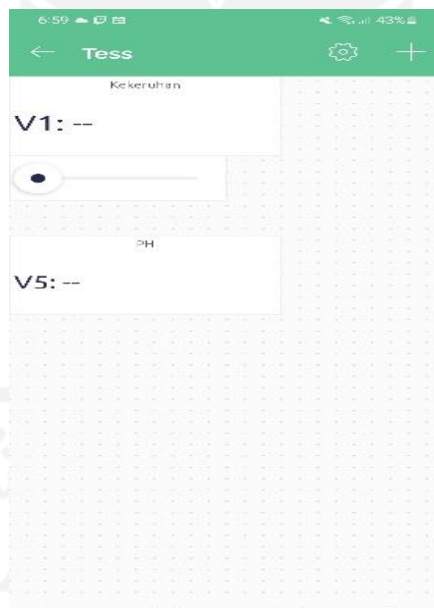 6:59 43%
← Tess
Kekeruhan
V1: --
PH
V5: --